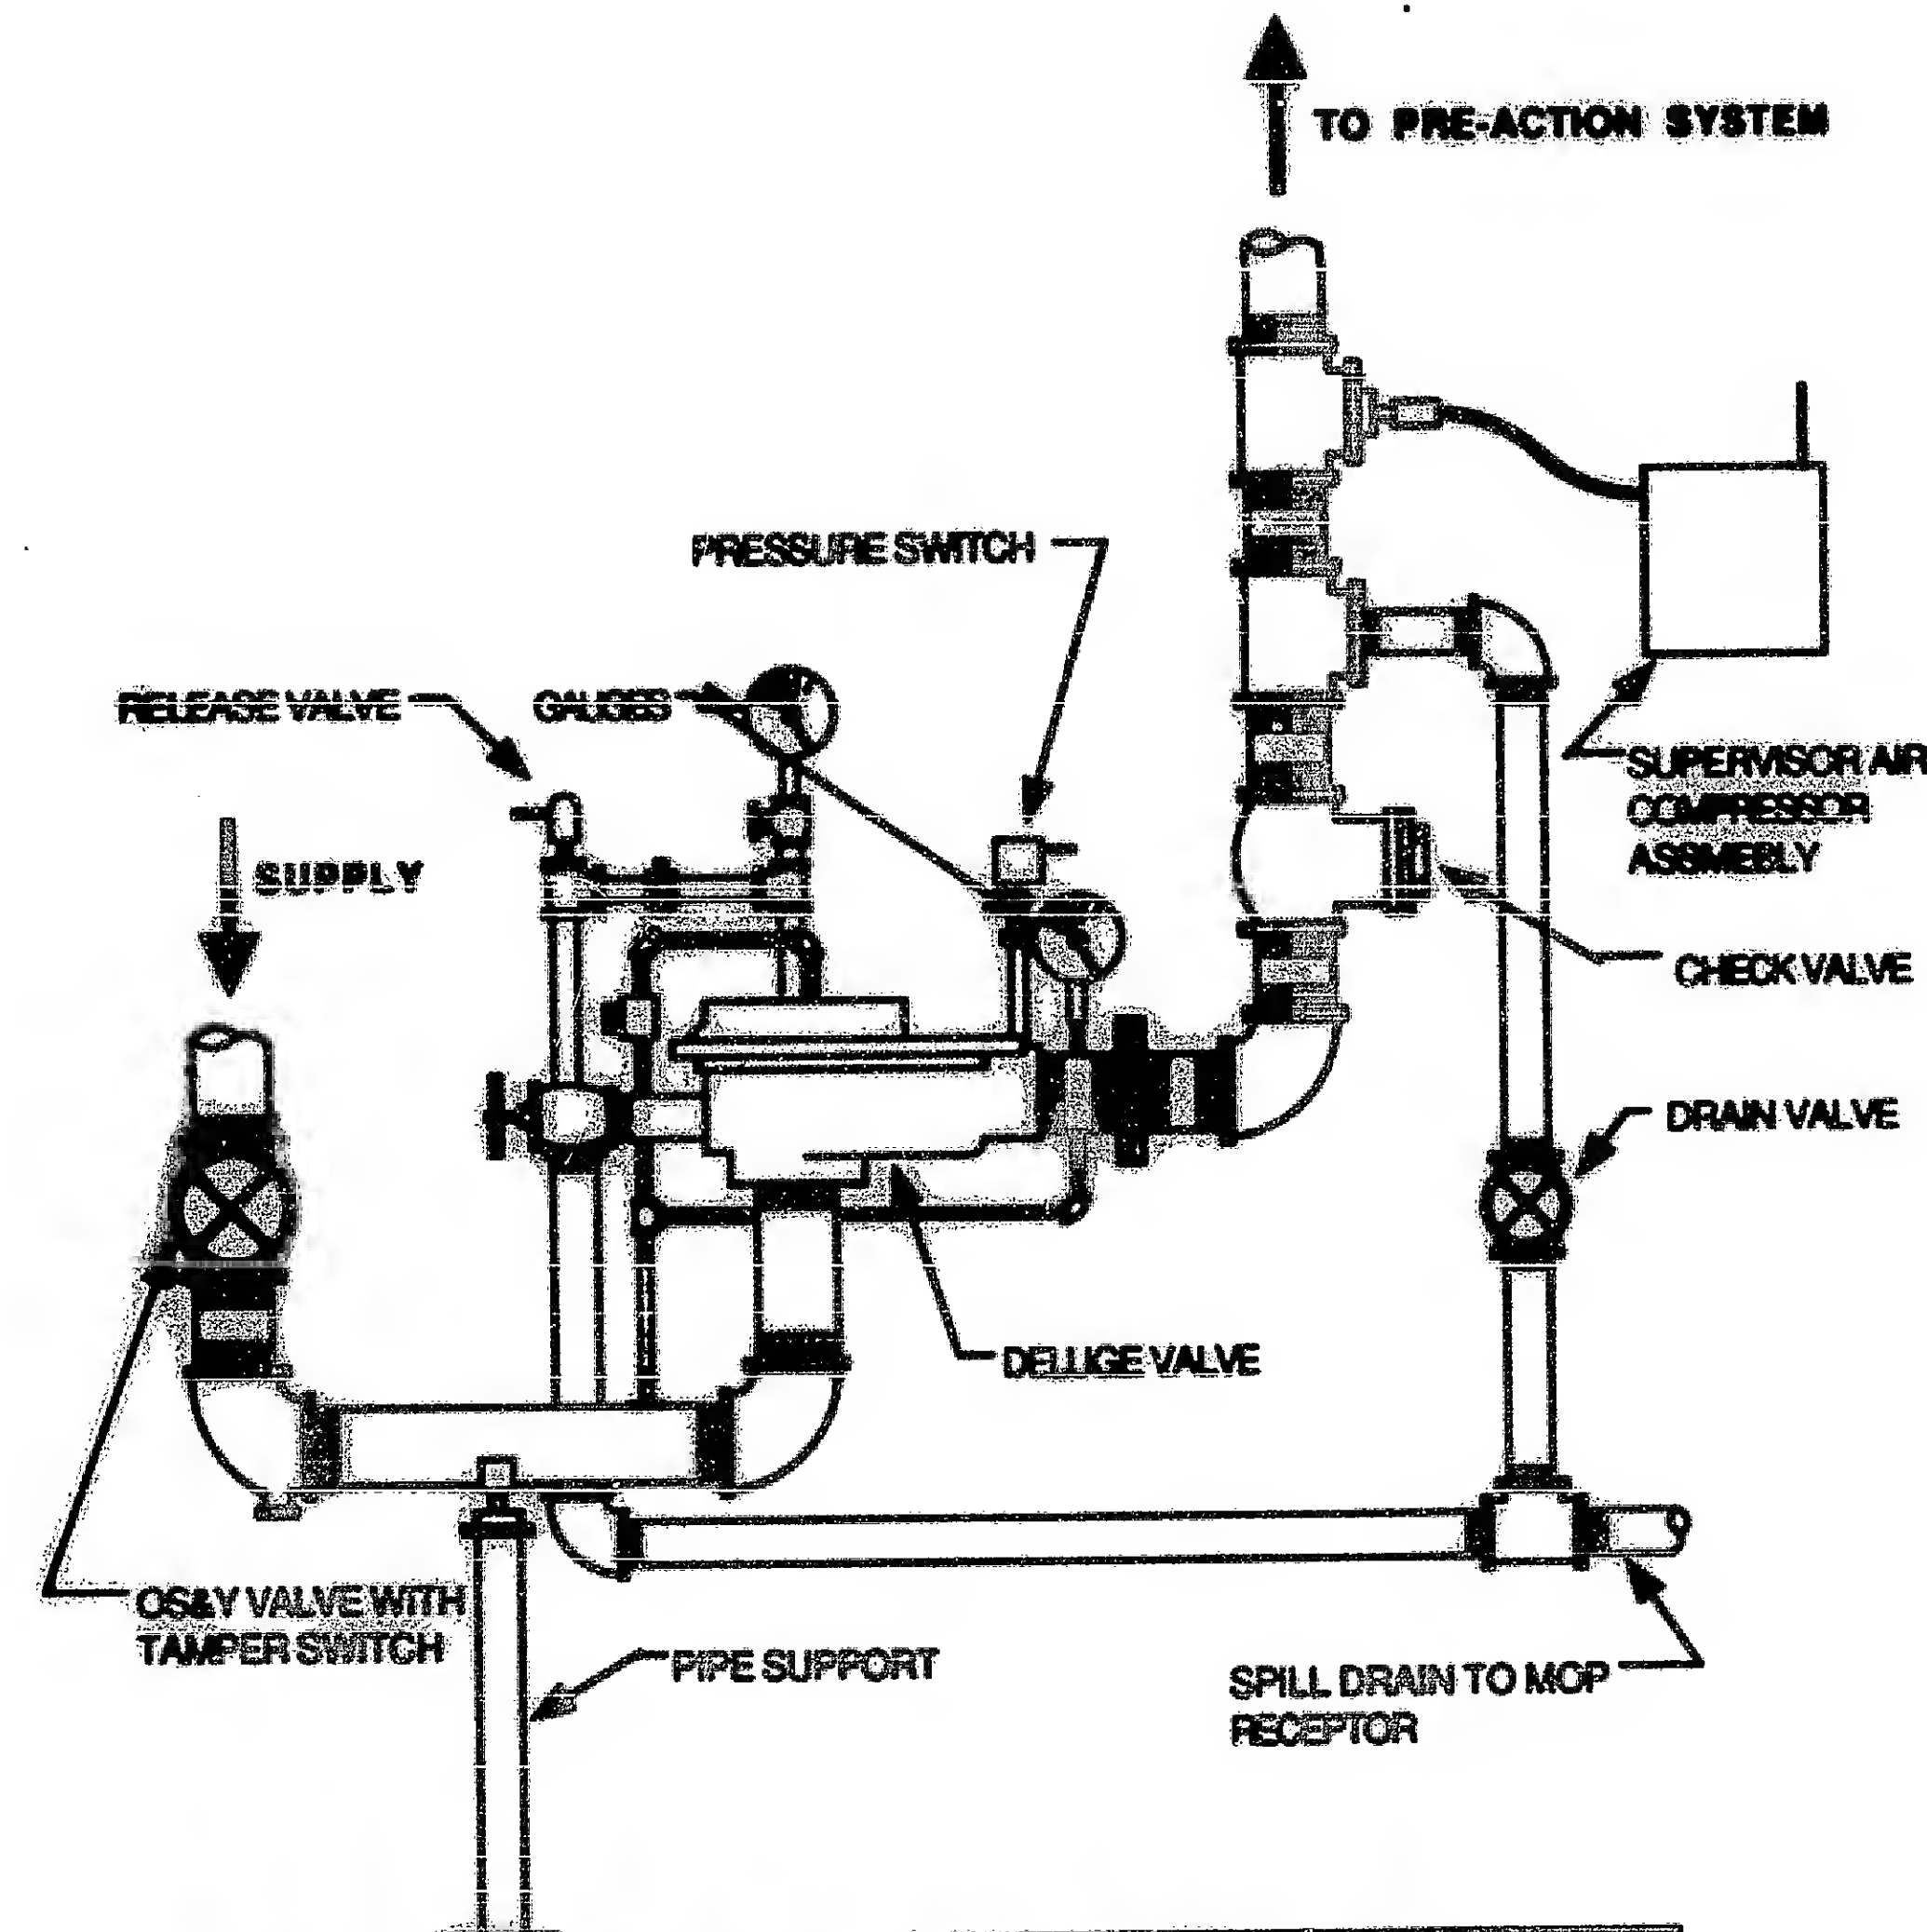 TO PRE-ACTION SYSTEM
PRESSURE SWITCH
RELEASE VALVE
GAUGES
SUPERVISOR AIR
COMPRESSOR
ASSMEBLY
SUPPLY
CHECK VALVE
DRAIN VALVE
DELUGE VALVE
OS&Y VALVE WITH
TAMPER SWITCH
PIPE SUPPORT
SPILL DRAIN TO MOP
RECEPTOR